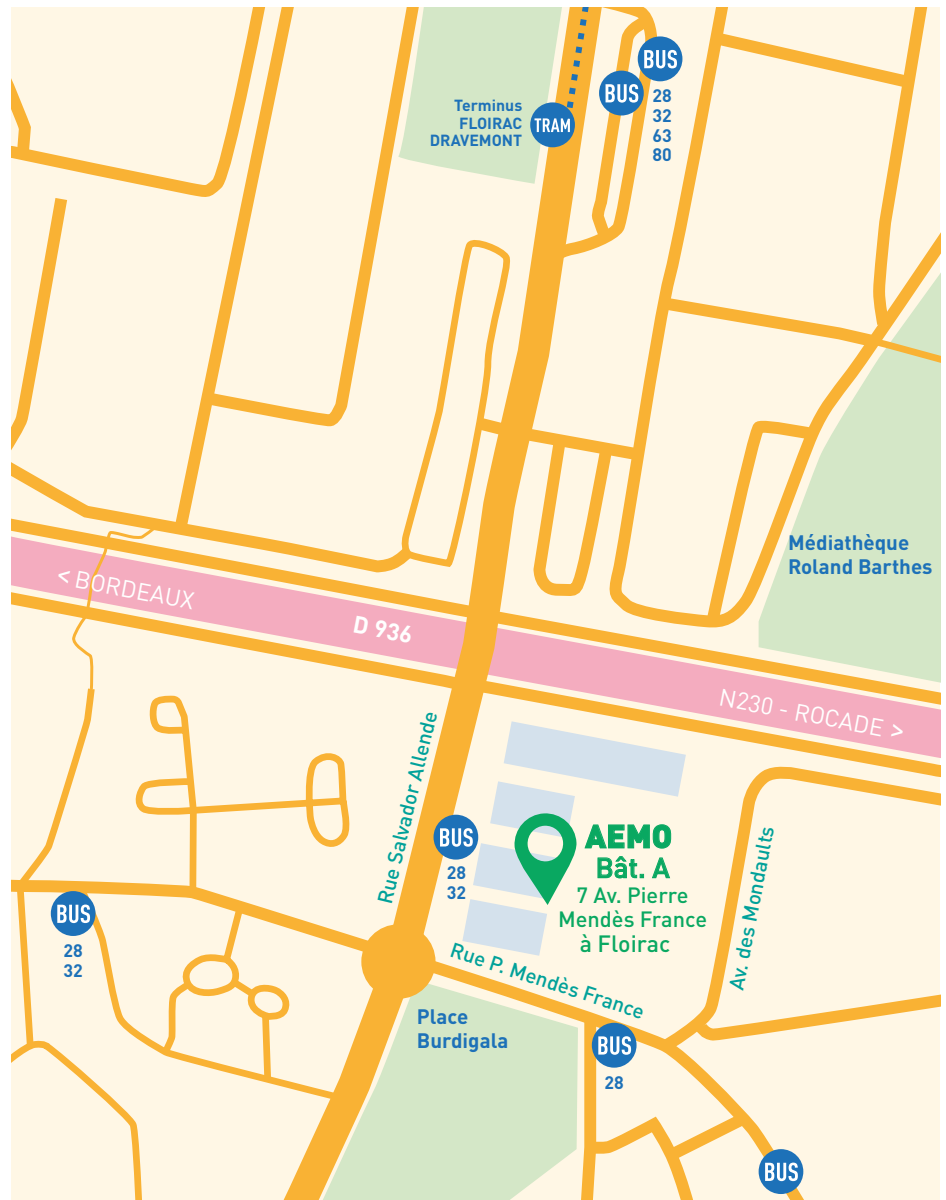 BUS
BUS
28
32
63
80
Terminus
FLOIRAC
DRAVEMONT
TRAM
Médiathèque
Roland Barthes
< BORDEAUX
D 936
N230 - ROCADE >
Rue Salvador Allende
BUS
28
32
AEMO
Bât. A
7 Av. Pierre
Mendès France
à Floirac
Av. des Mondaults
BUS
28
32
Rue P. Mendès France
Place
Burdigala
BUS
28
BUS